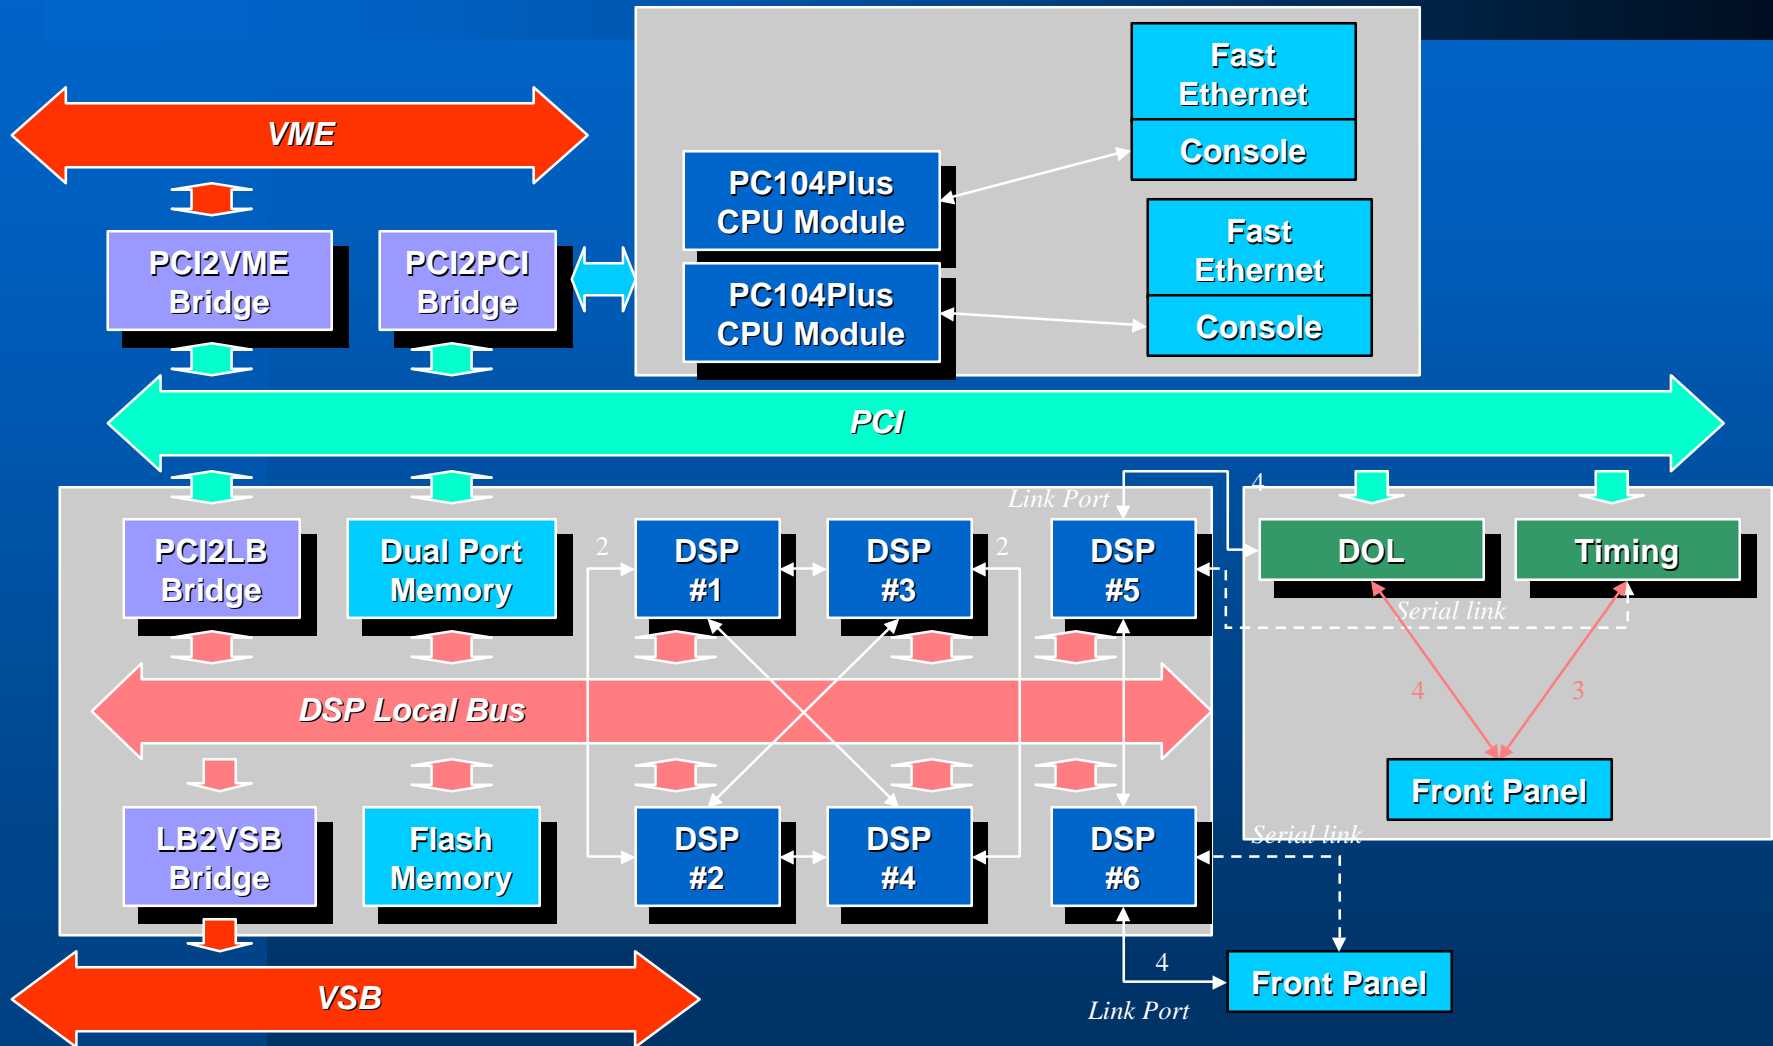 Fast
Ethernet
Console
VME
PC104Plus
CPU Module
Fast
Ethernet
Console
PCI2VME
Bridge
PCI2PCI
Bridge
PC104Plus
CPU Module
PCI
Link Port
4
PCI2LB
Bridge
Dual Port
Memory
2
DSP
#1
DSP
#3
2
DSP
#5
DOL
Timing
Serial link
4
3
DSP Local Bus
Front Panel
LB2VSB
Bridge
Flash
Memory
DSP
#2
DSP
#4
DSP
#6
Serial link
4
Front Panel
Link Port
VSB